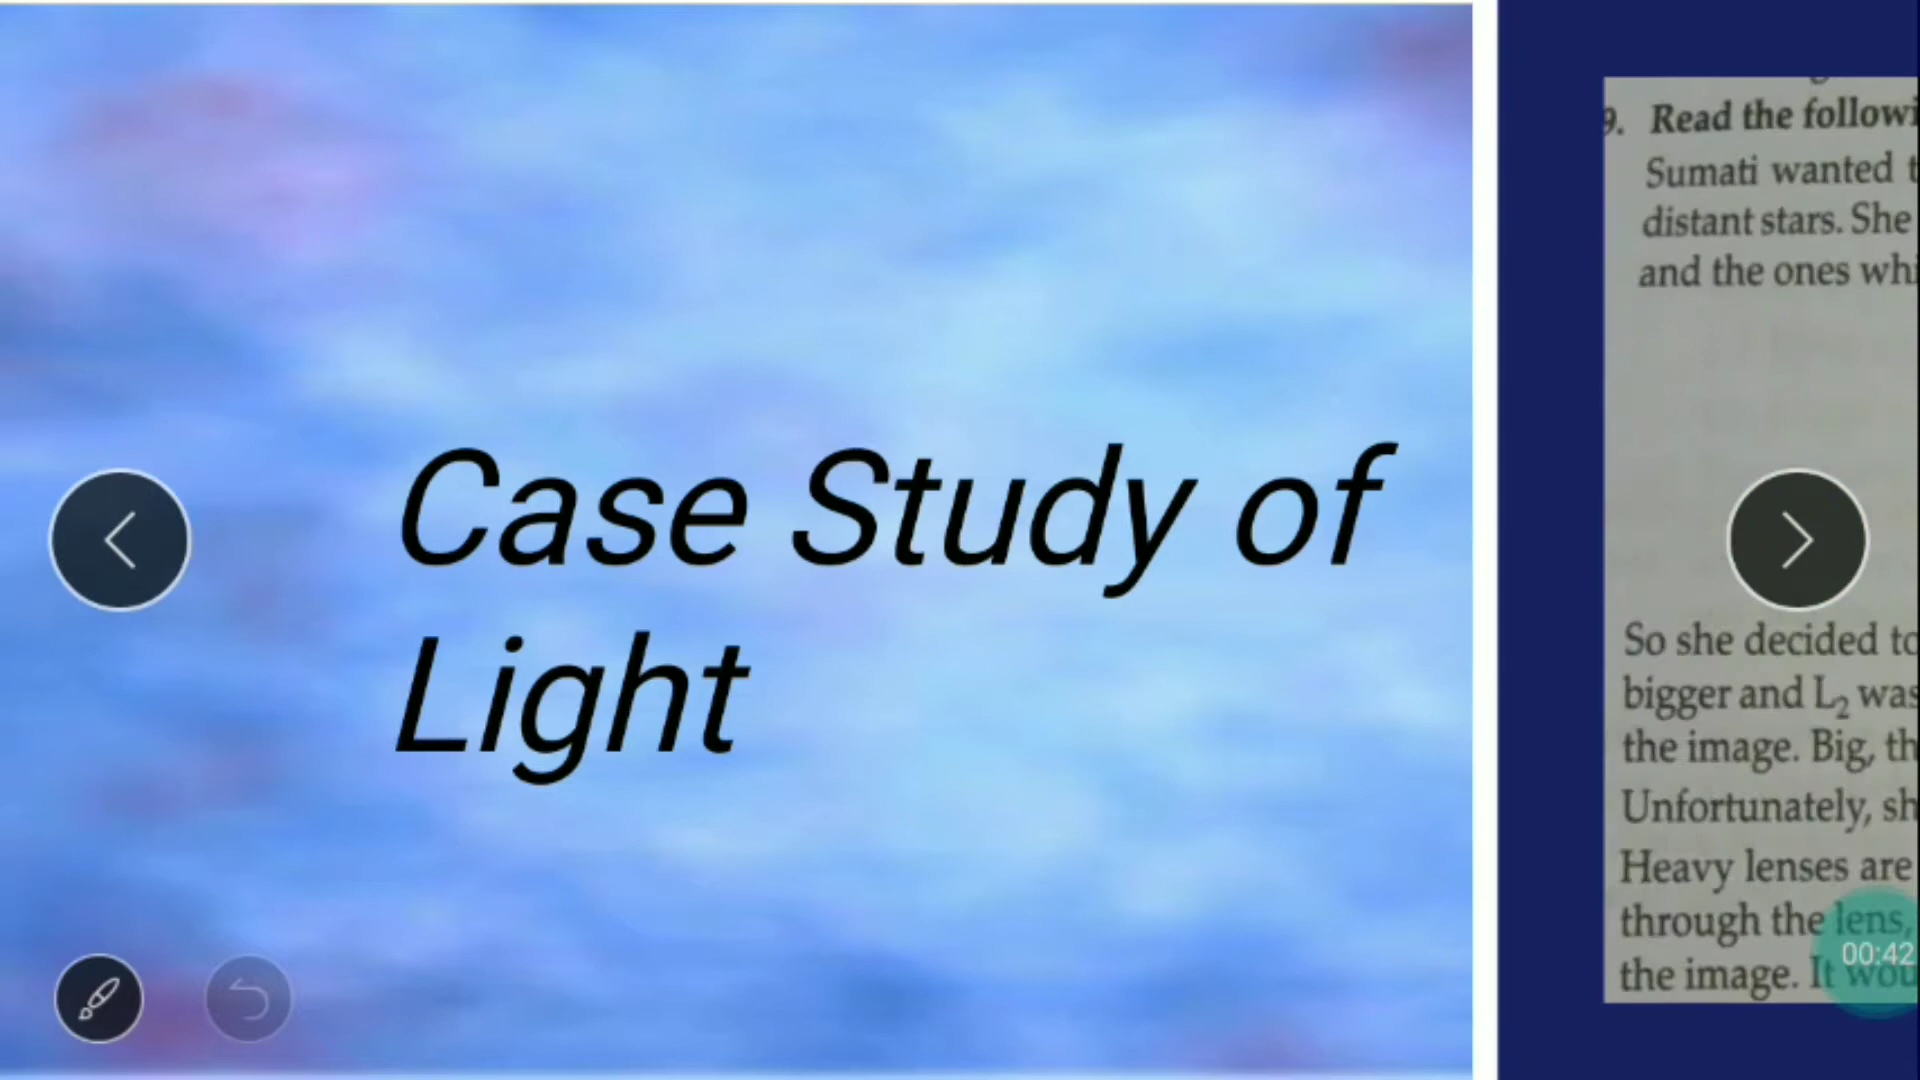 Case Study of
Light
9. Read the followi
Sumati wanted t
distant stars. She
and the ones whi
So she decided to
bigger and L₂ was
the image. Big, th
Unfortunately, sh
Heavy lenses are
through the lens,
the image. It wou
00:42